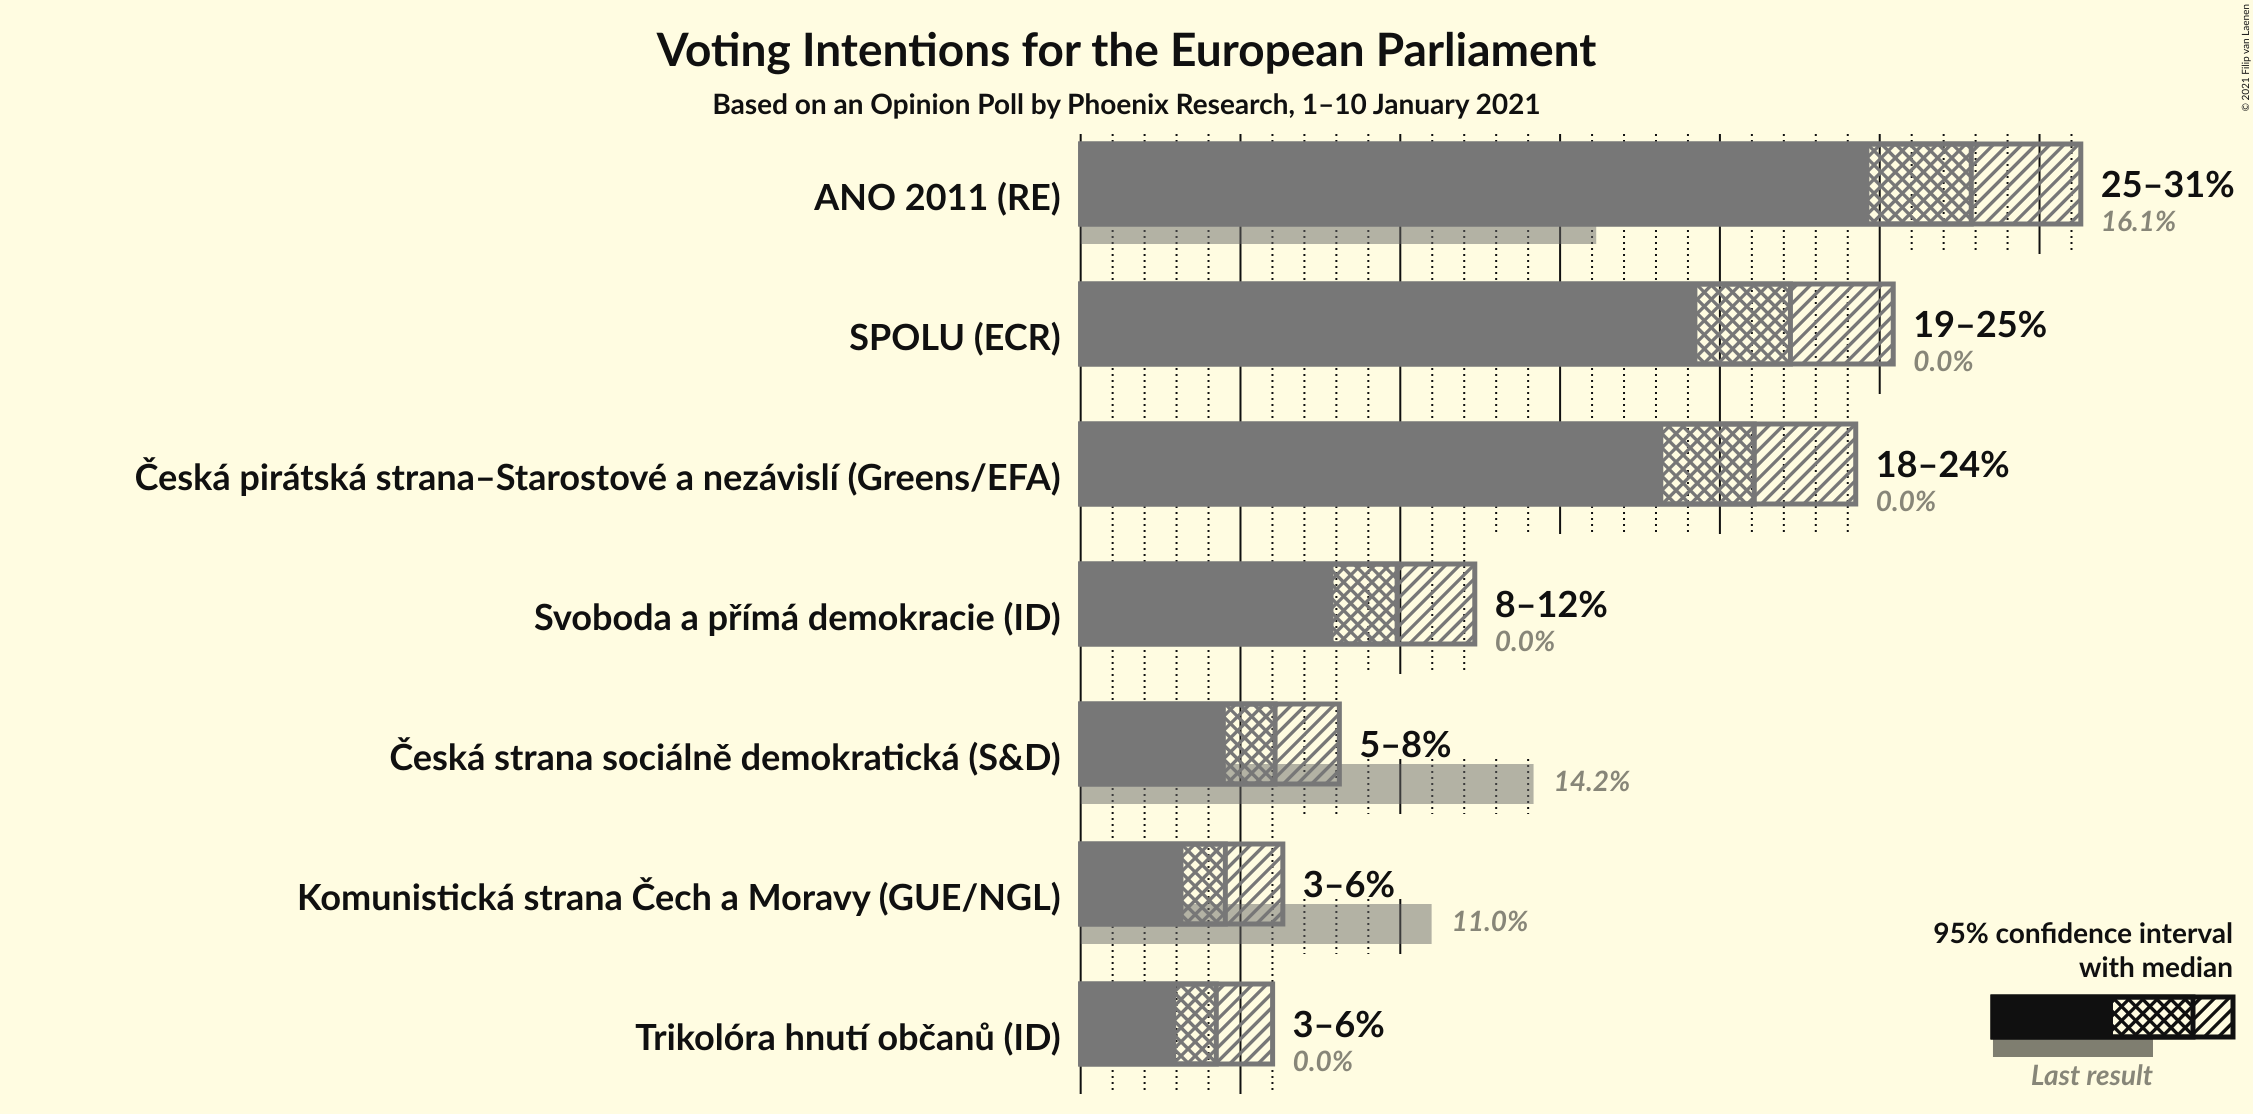 Voting Intentions for the European Parliament
Based on an Opinion Poll by Phoenix Research, 1–10 January 2021
© 2021 Filip van Laenen
ANO 2011 (RE)
25–31%
16.1%
SPOLU (ECR)
19–25%
0.0%
Česká pirátská strana–Starostové a nezávislí (Greens/EFA)
18–24%
0.0%
Svoboda a přímá demokracie (ID)
8–12%
0.0%
Česká strana sociálně demokratická (S&D)
5–8%
14.2%
Komunistická strana Čech a Moravy (GUE/NGL)
3–6%
11.0%
Trikolóra hnutí občanů (ID)
3–6%
0.0%
95% confidence interval
with median
Last result